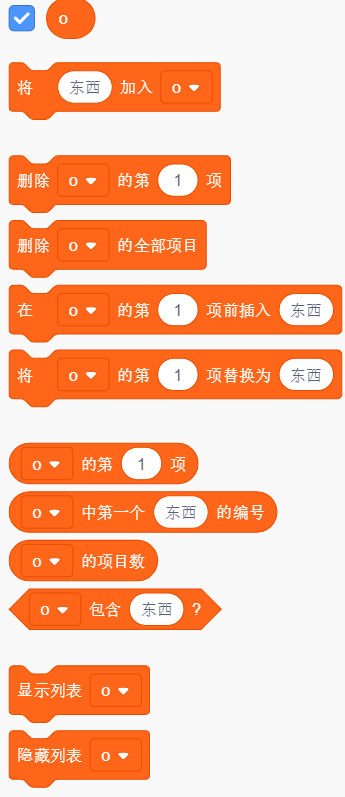 o
将 东西 加入 o
删除 o 的第 1 项
删除 o 的全部项目
在 o 的第 1 项前插入 东西
将 o 的第 1 项替换为 东西
o 的第 1 项
o 中第一个 东西 的编号
o 的项目数
o 包含 东西 ?
显示列表 o
隐藏列表 o